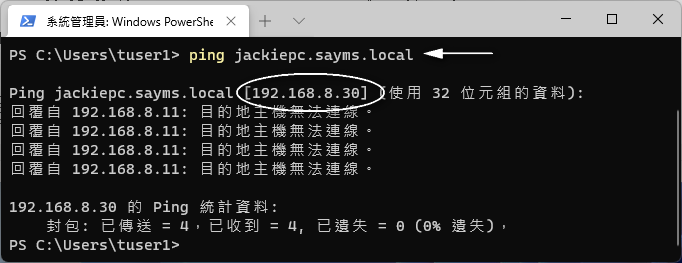 系統管理員: Windows PowerShe
PS C:\Users\tuser1> ping jackiepc.sayms.local
Ping jackiepc.sayms.local [192.168.8.30] (使用 32 位元組的資料):
回覆自 192.168.8.11: 目的地主機無法連線。
回覆自 192.168.8.11: 目的地主機無法連線。
回覆自 192.168.8.11: 目的地主機無法連線。
回覆自 192.168.8.11: 目的地主機無法連線。
192.168.8.30 的 Ping 統計資料:
封包: 已傳送 = 4，已收到 = 4, 已遺失 = 0 (0% 遺失)，
PS C:\Users\tuser1>